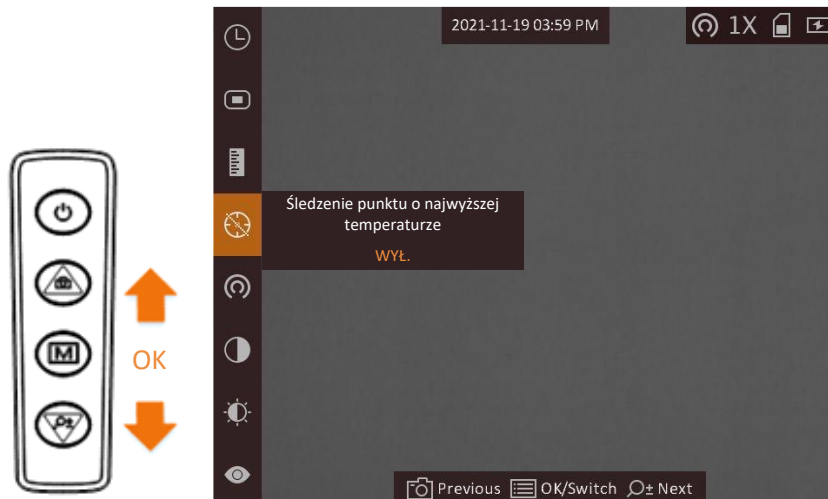 2021-11-19 03:59 PM
1X
Śledzenie punktu o najwyższej
temperaturze
WYŁ.
M
OK
Previous OK/Switch Next